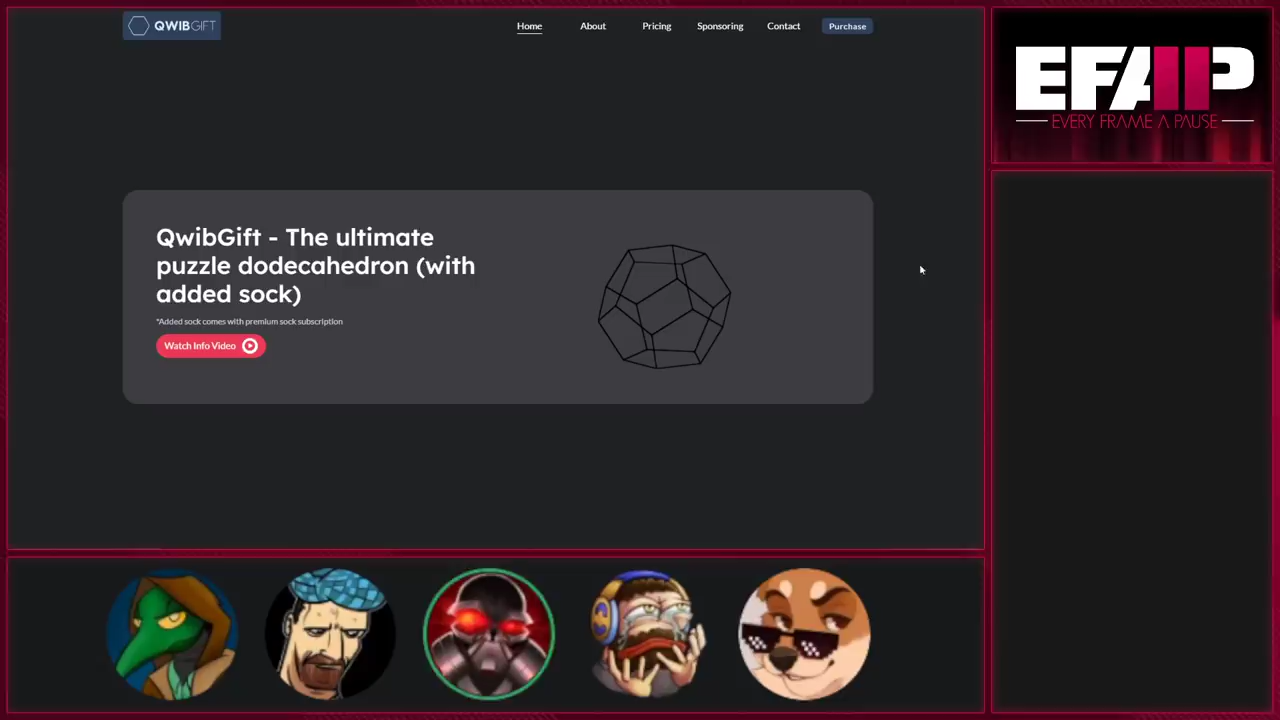 QWIBGIFT
Home About Pricing Sponsoring Contact Purchase
EFAP
EVERY FRAME A PAUSE
QwibGift - The ultimate
puzzle dodecahedron (with
added sock)
*Added sock comes with premium sock subscription
Watch Info Video